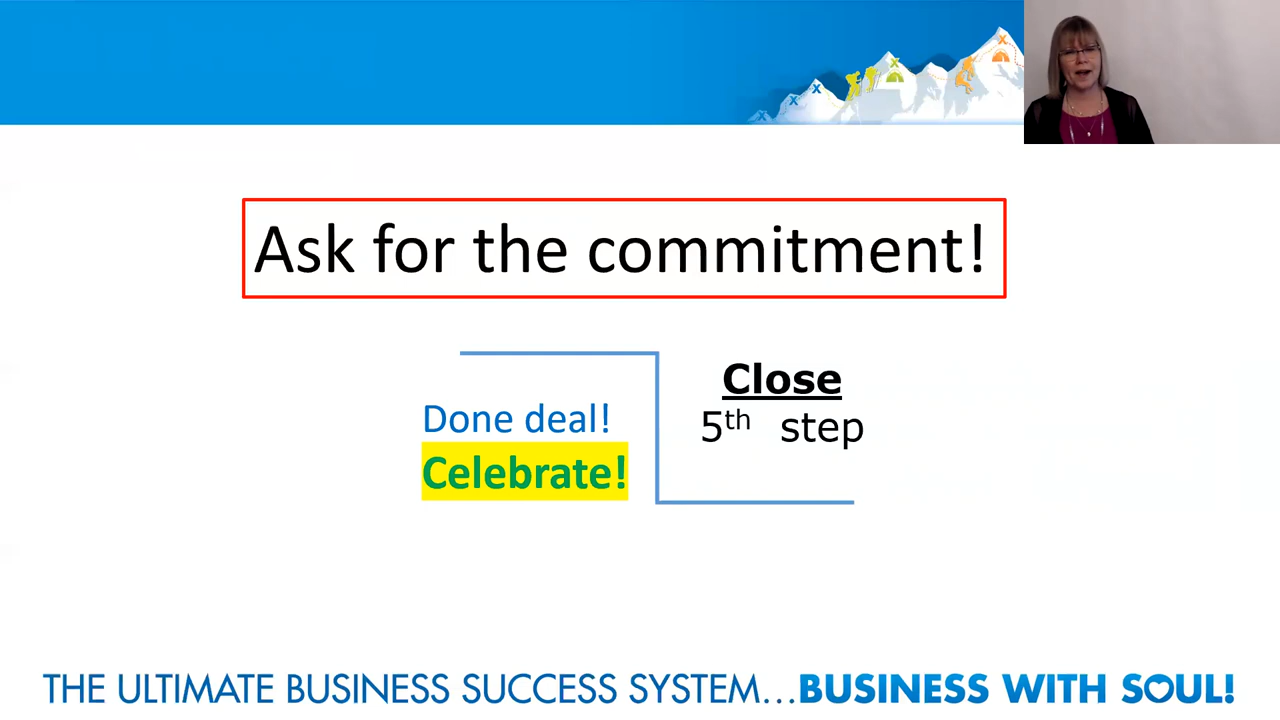 Ask for the commitment!
Close
Done deal!
5th step
Celebrate!
THE ULTIMATE BUSINESS SUCCESS SYSTEM...BUSINESS WITH SOUL!